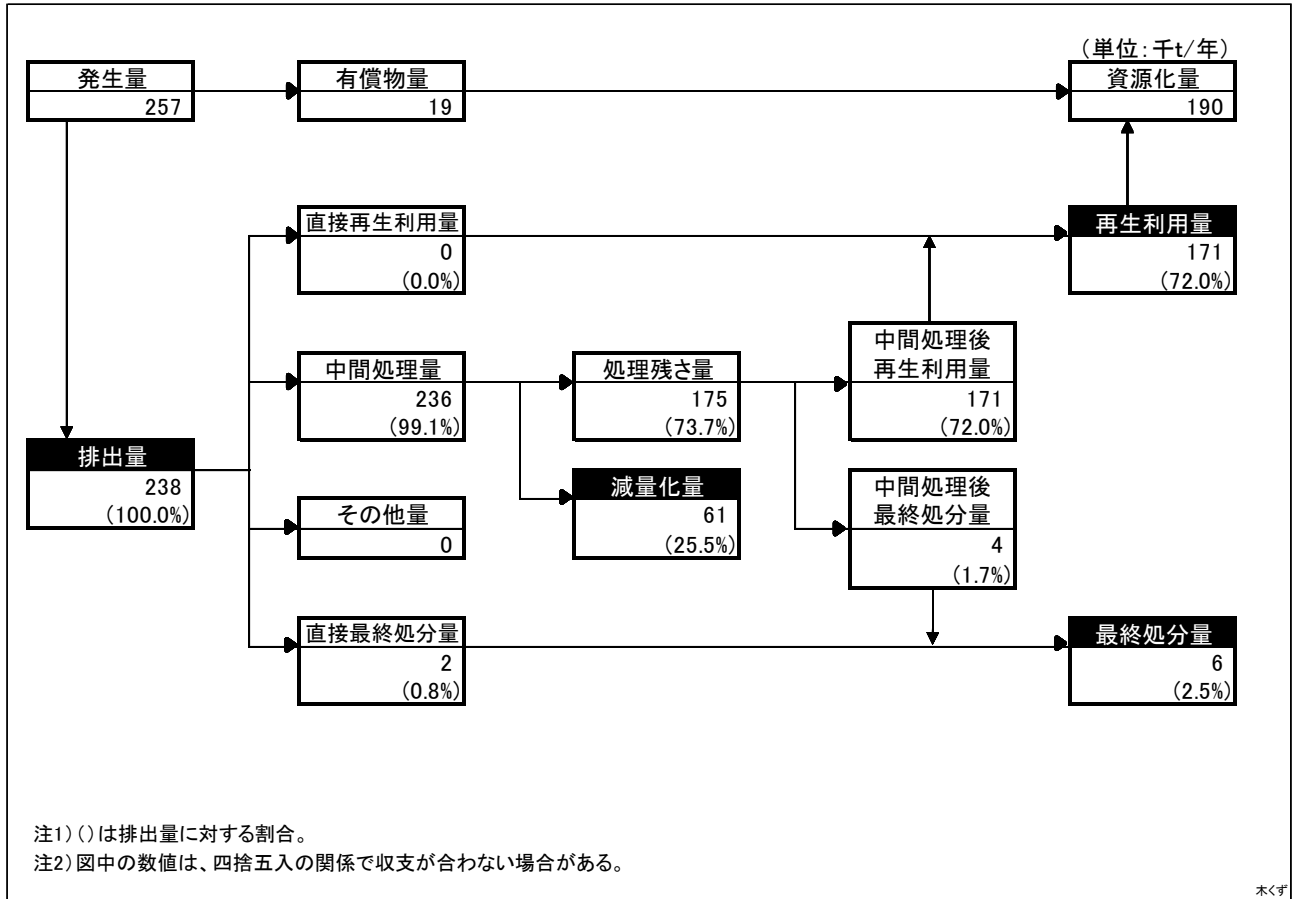 (単位:千t/年)
発生量
257
有償物量
19
資源化量
190
直接再生利用量
0
(0.0%)
再生利用量
171
(72.0%)
中間処理量
236
(99.1%)
処理残さ量
175
(73.7%)
中間処理後
再生利用量
171
(72.0%)
排出量
238
(100.0%)
減量化量
61
(25.5%)
中間処理後
最終処分量
4
(1.7%)
その他量
0
直接最終処分量
2
(0.8%)
最終処分量
6
(2.5%)
注1)()は排出量に対する割合。
注2)図中の数値は、四捨五入の関係で収支が合わない場合がある。
木くず